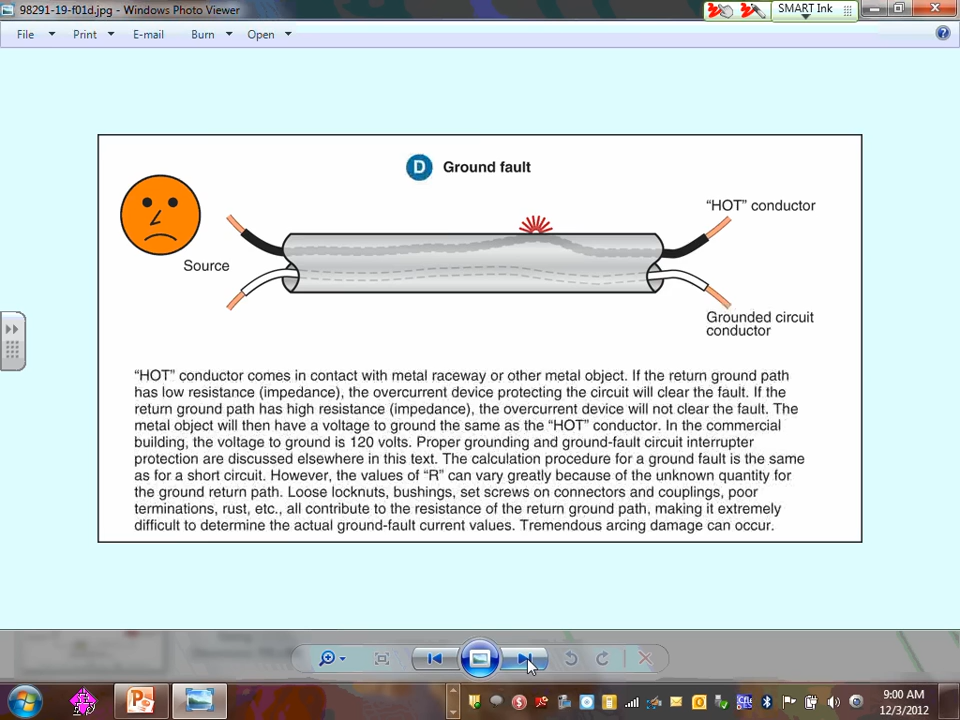 98291-19-f01d.jpg - Windows Photo Viewer
SMART Ink
File Print E-mail Burn Open
D Ground fault
“HOT” conductor
Source
Grounded circuit
conductor
“HOT” conductor comes in contact with metal raceway or other metal object. If the return ground path
has low resistance (impedance), the overcurrent device protecting the circuit will clear the fault. If the
return ground path has high resistance (impedance), the overcurrent device will not clear the fault. The
metal object will then have a voltage to ground the same as the “HOT” conductor. In the commercial
building, the voltage to ground is 120 volts. Proper grounding and ground-fault circuit interrupter
protection are discussed elsewhere in this text. The calculation procedure for a ground fault is the same
as for a short circuit. However, the values of “R” can vary greatly because of the unknown quantity for
the ground return path. Loose locknuts, bushings, set screws on connectors and couplings, poor
terminations, rust, etc., all contribute to the resistance of the return ground path, making it extremely
difficult to determine the actual ground-fault current values. Tremendous arcing damage can occur.
9:00 AM
12/3/2012